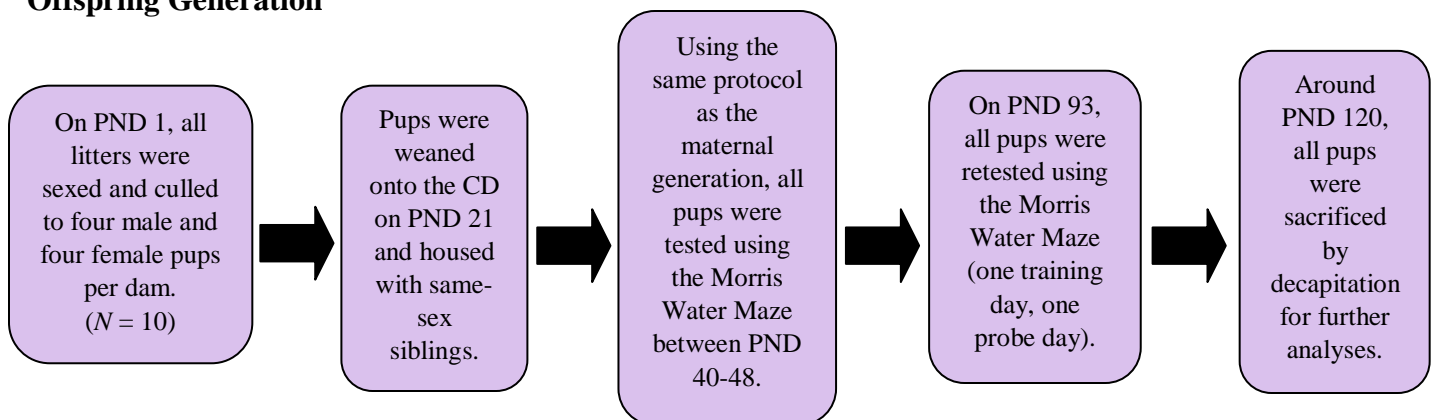 Offspring Generation
On PND 1, all
litters were
sexed and culled
to four male and
four female pups
per dam.
(N = 10)
Pups were
weaned
onto the CD
on PND 21
and housed
with same-
sex
siblings.
Using the
same protocol
as the
maternal
generation, all
pups were
tested using
the Morris
Water Maze
between PND
40-48.
On PND 93,
all pups were
retested using
the Morris
Water Maze
(one training
day, one
probe day).
Around
PND 120,
all pups
were
sacrificed
by
decapitation
for further
analyses.